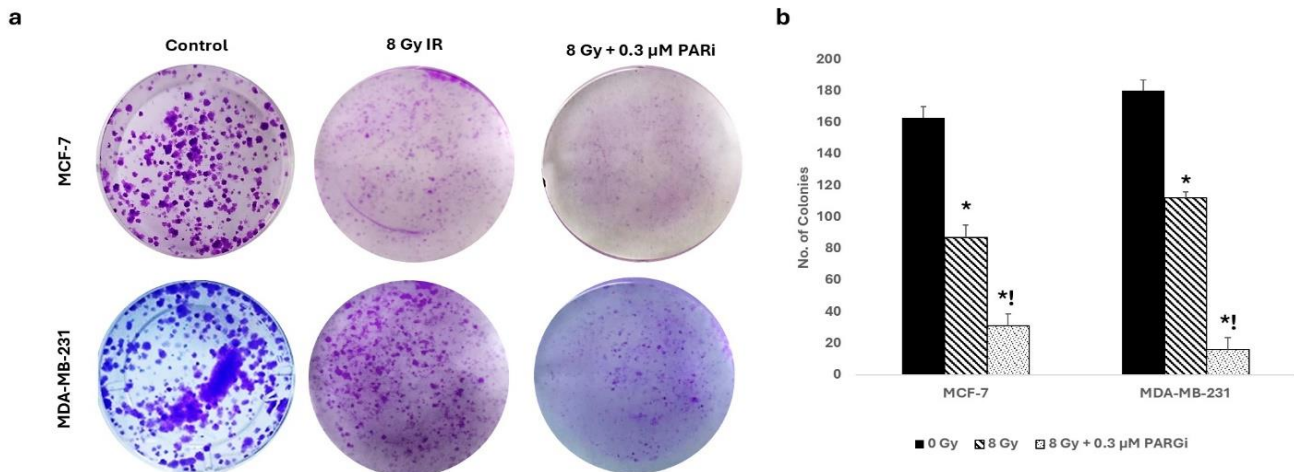 a
Control
8 Gy IR
8 Gy + 0.3 µM PARi
MCF-7
MDA-MB-231
b
No. of Colonies
200
180
160
140
120
100
80
60
40
20
0
*
*!
*
*!
MCF-7
MDA-MB-231
0 Gy
8 Gy
8 Gy + 0.3 µM PARGi